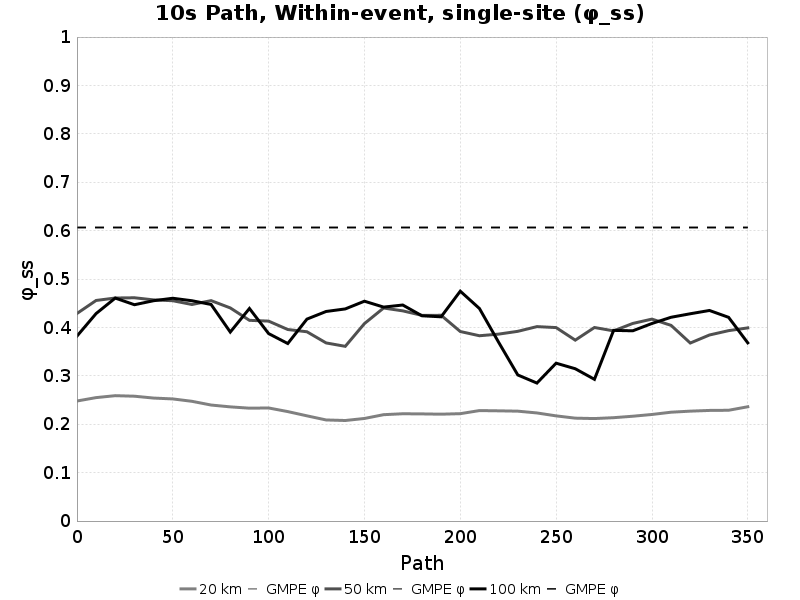 10s Path, Within-event, single-site (φ_ss)
1
0.9
0.8
0.7
0.6
0.5
0.4
0.3
0.2
0.1
0
φ_ss
0 50 100 150 200 250 300 350
Path
20 km GMPE φ 50 km GMPE φ 100 km GMPE φ